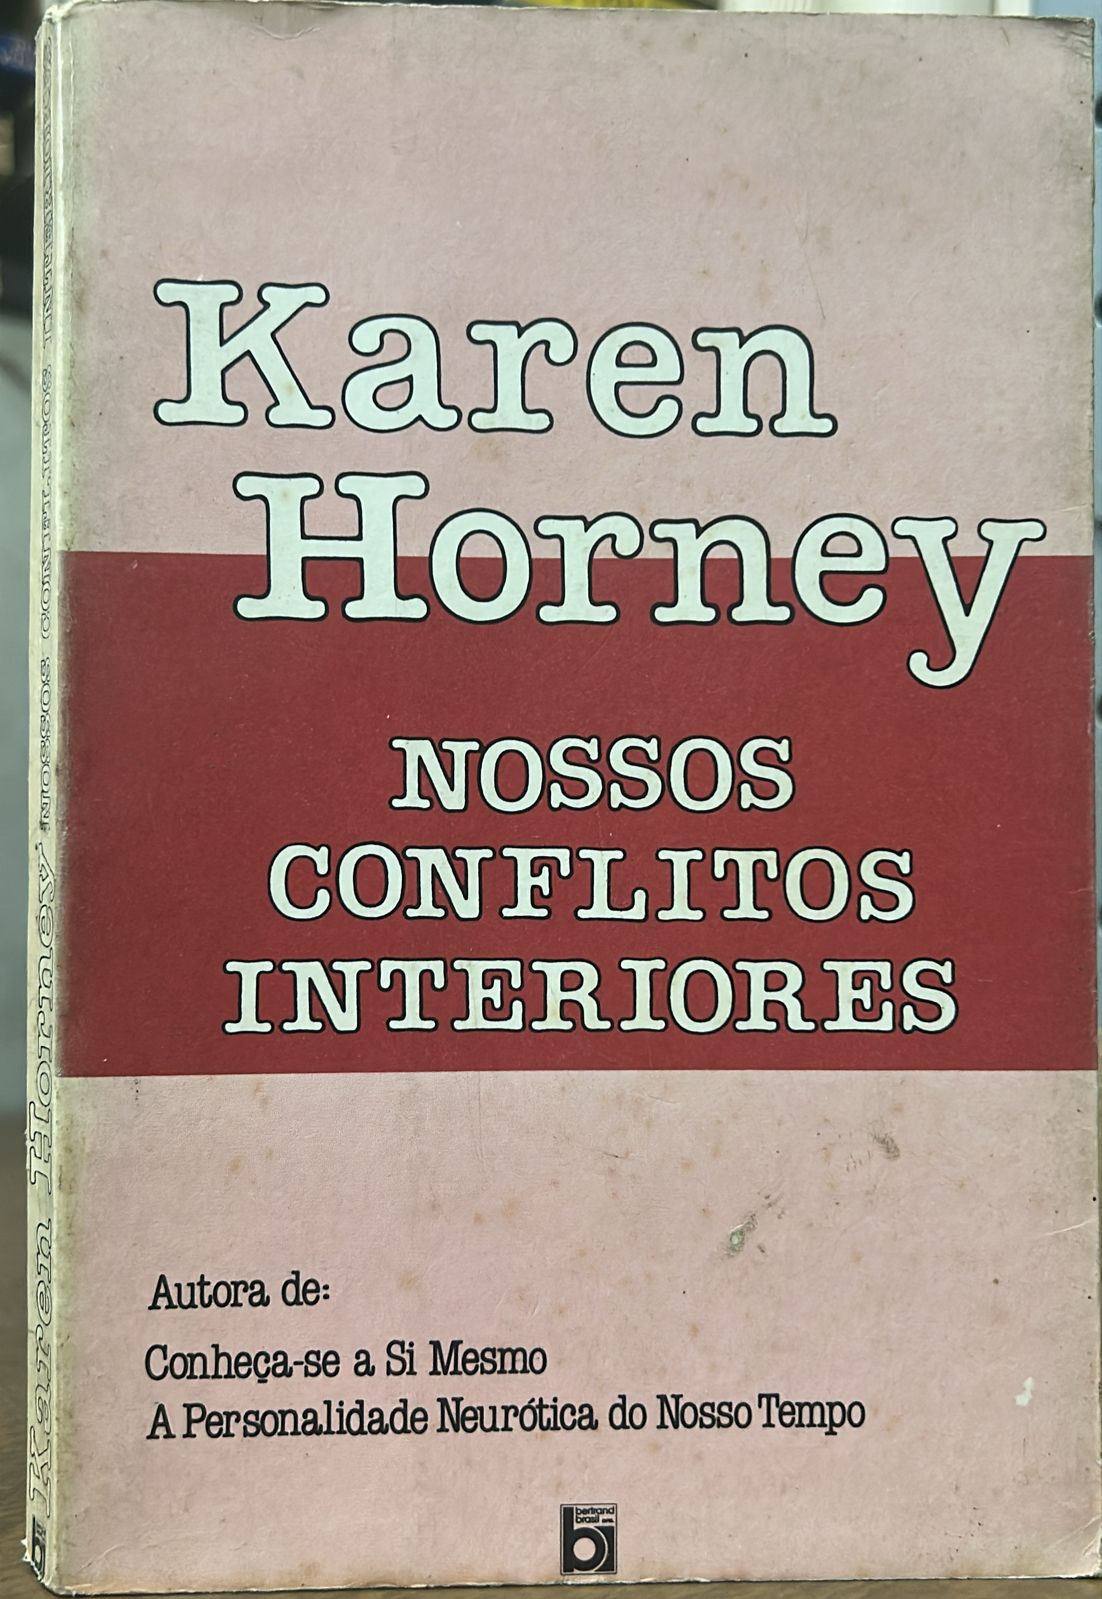 Karen
Horney
NOSSOS
CONFLITOS
INTERIORES
Autora de:
Conheça-se a Si Mesmo
A Personalidade Neurótica do Nosso Tempo
bertrand
brasil
Karen Horney NOSSOS CONFLITOS INTERIORES